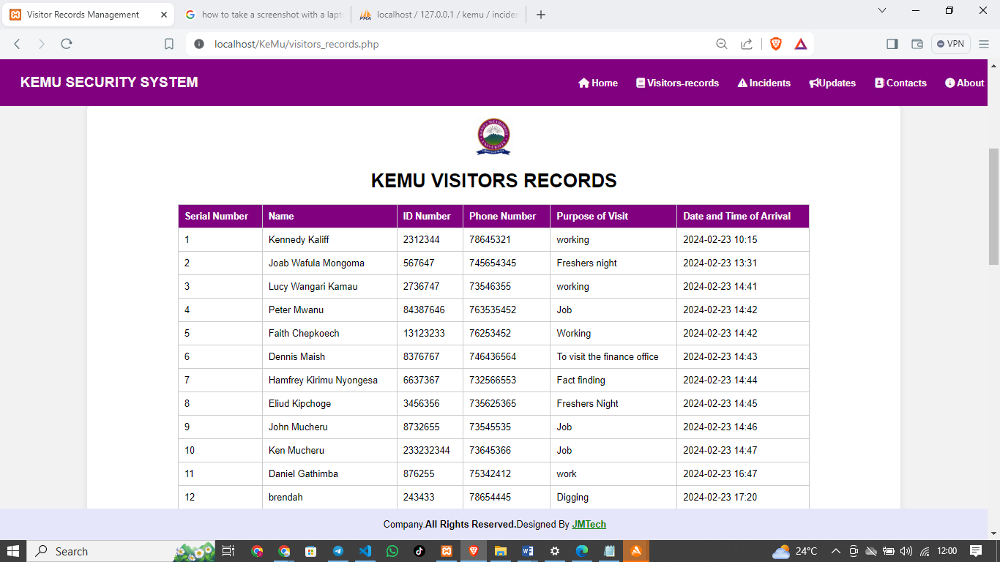 Visitor Records Management
how to take a screenshot with a lapt
localhost / 127.0.0.1 / kemu / inciden
localhost/KeMu/visitors_records.php
VPN
KEMU SECURITY SYSTEM
Home Visitors-records Incidents Updates Contacts About
KEMU VISITORS RECORDS
Serial Number Name ID Number Phone Number Purpose of Visit Date and Time of Arrival
1 Kennedy Kaliff 2312344 78645321 working 2024-02-23 10:15
2 Joab Wafula Mongoma 567647 745654345 Freshers night 2024-02-23 13:31
3 Lucy Wangari Kamau 2736747 73546355 working 2024-02-23 14:41
4 Peter Mwanu 84387646 763535452 Job 2024-02-23 14:42
5 Faith Chepkoech 13123233 76253452 Working 2024-02-23 14:42
6 Dennis Maish 8376767 746436564 To visit the finance office 2024-02-23 14:43
7 Hamfrey Kirimu Nyongesa 6637367 732566553 Fact finding 2024-02-23 14:44
8 Eliud Kipchoge 3456356 735625365 Freshers Night 2024-02-23 14:45
9 John Mucheru 8732655 73545535 Job 2024-02-23 14:46
10 Ken Mucheru 233232344 73645366 Job 2024-02-23 14:47
11 Daniel Gathimba 876255 75342412 work 2024-02-23 16:47
12 brendah 243433 78654445 Digging 2024-02-23 17:20
Company.All Rights Reserved.Designed By JMTech
Search
24°C
12:00